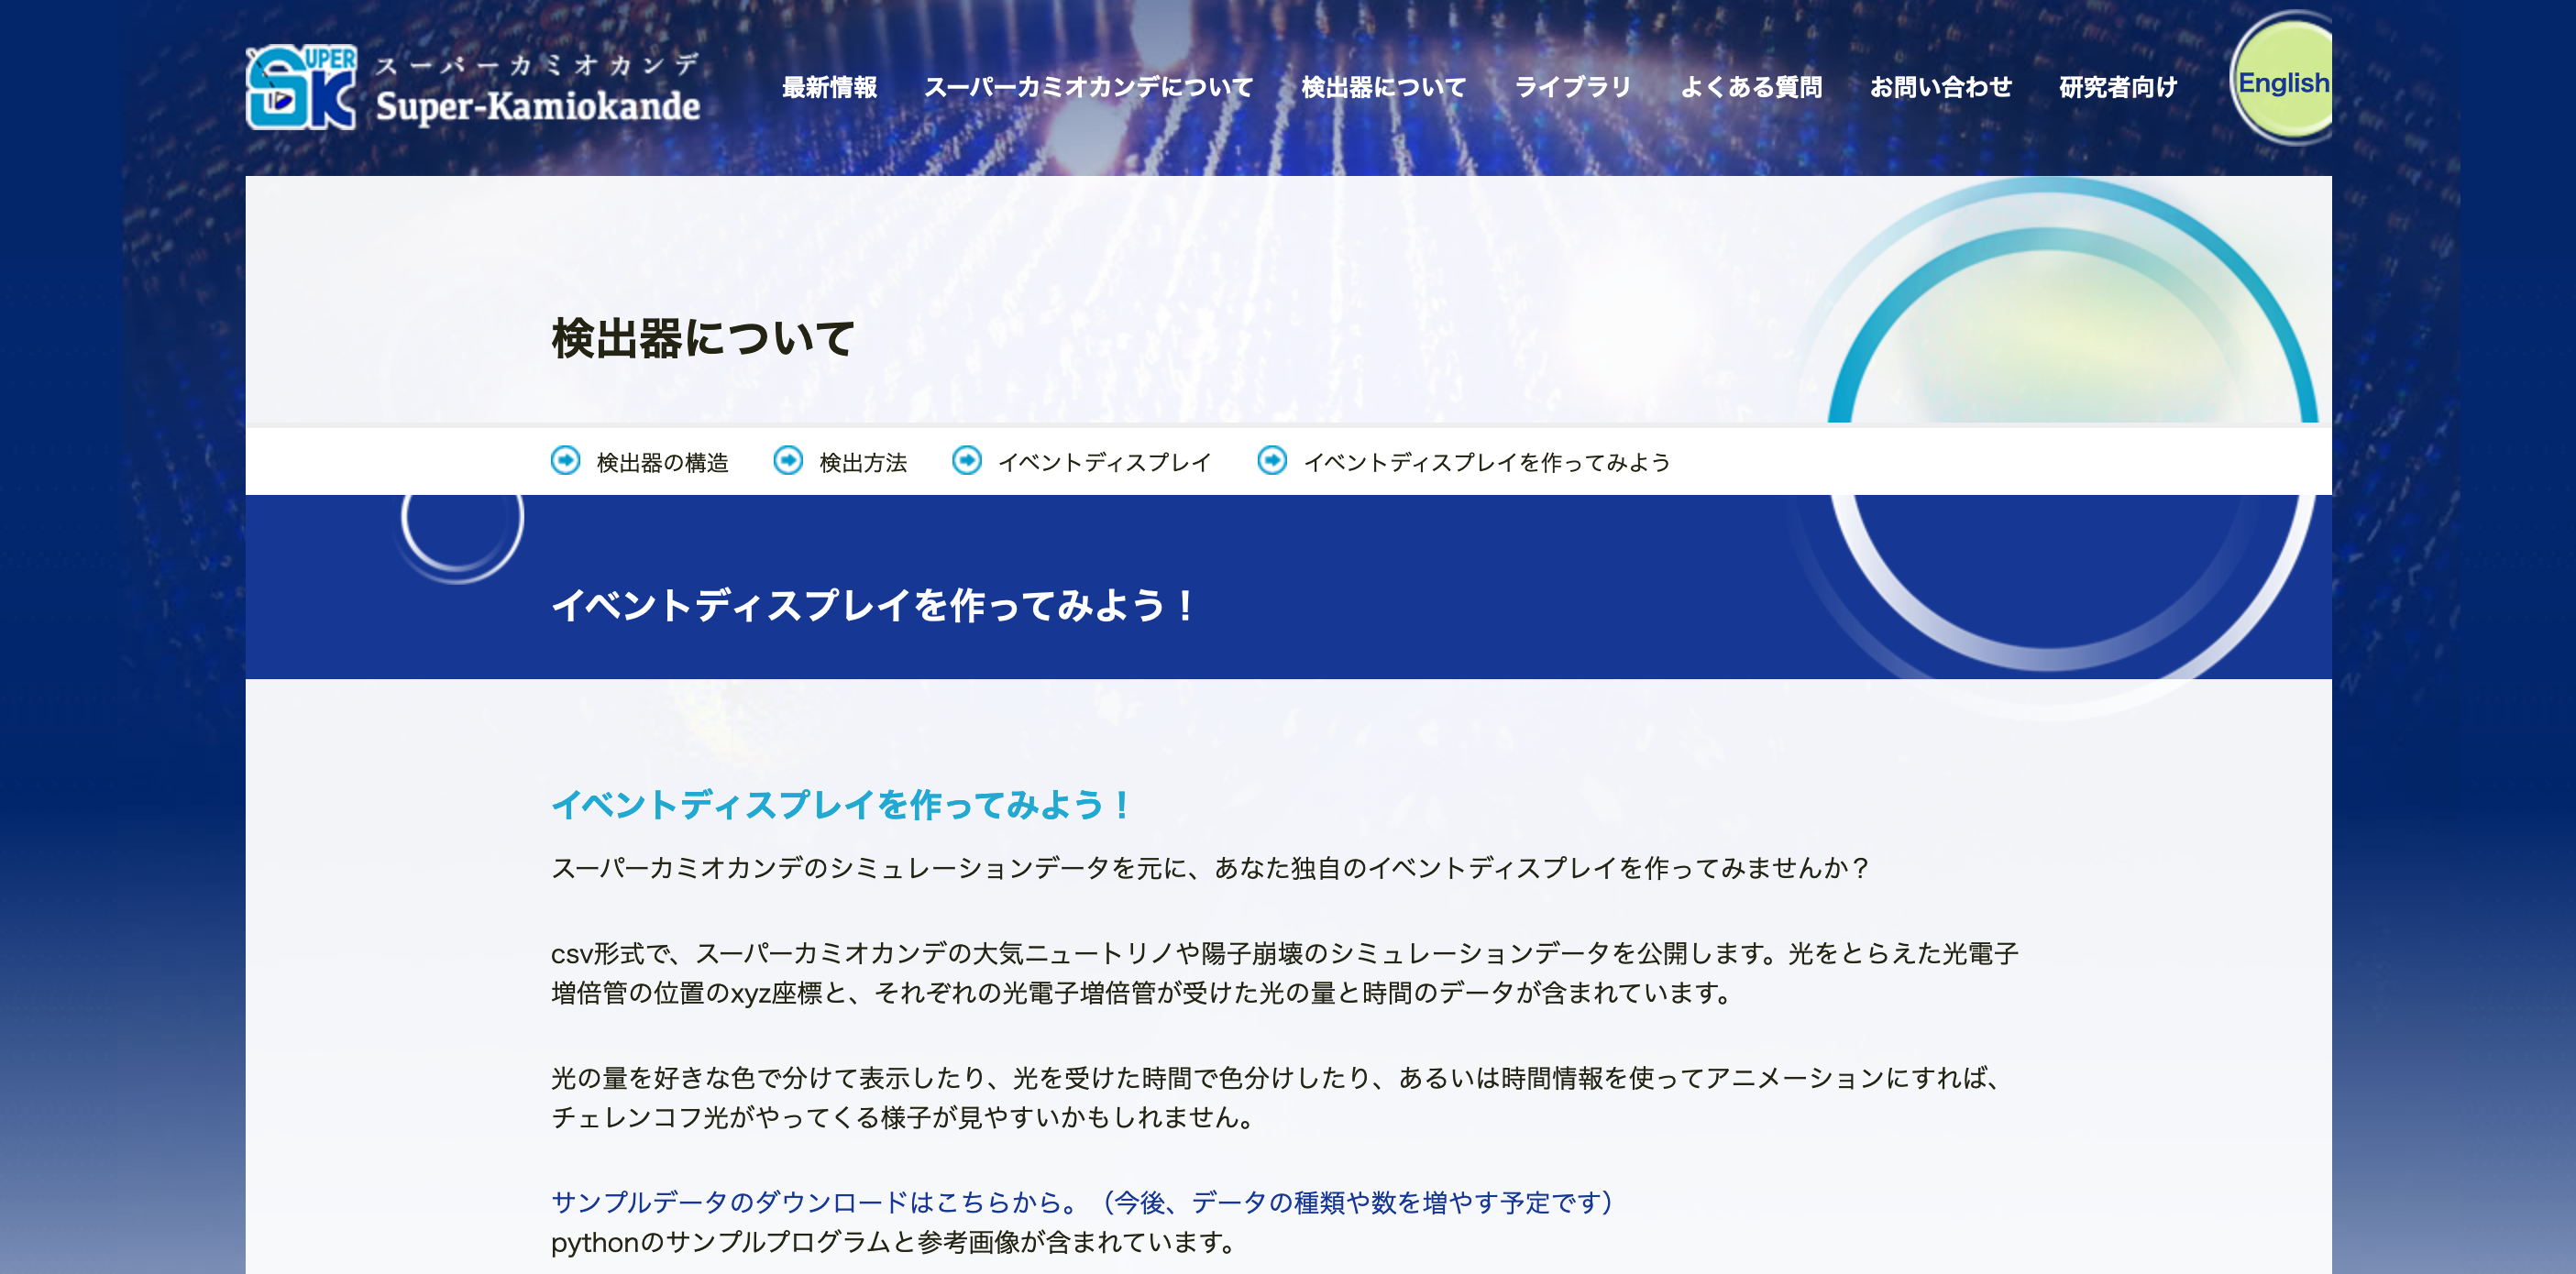 SUPER
SK
スーパーカミオカンデ
Super-Kamiokande
最新情報 スーパーカミオカンデについて 検出器について ライブラリ よくある質問 お問い合わせ 研究者向け English
検出器について
検出器の構造 検出方法 イベントディスプレイ イベントディスプレイを作ってみよう
イベントディスプレイを作ってみよう！
イベントディスプレイを作ってみよう！
スーパーカミオカンデのシミュレーションデータを元に、あなた独自のイベントディスプレイを作ってみませんか？
csv形式で、スーパーカミオカンデの大気ニュートリノや陽子崩壊のシミュレーションデータを公開します。光をとらえた光電子
増倍管の位置のxyz座標と、それぞれの光電子増倍管が受けた光の量と時間のデータが含まれています。
光の量を好きな色で分けて表示したり、光を受けた時間で色分けしたり、あるいは時間情報を使ってアニメーションにすれば、
チェレンコフ光がやってくる様子が見やすいかもしれません。
サンプルデータのダウンロードはこちらから。（今後、データの種類や数を増やす予定です）
pythonのサンプルプログラムと参考画像が含まれています。